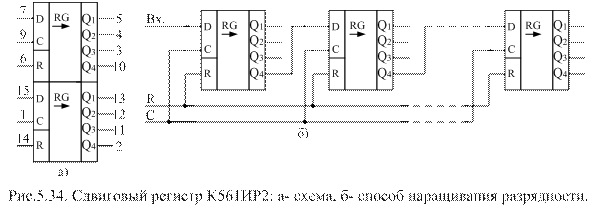 7 D RG Q1 5
Q2 4
9 C Q3 3
6 R Q4 10
15 D RG Q1 13
Q2 12
1 C Q3 11
14 R Q4 2
а)
Вх. D RG Q1 D RG Q1 D RG Q1
Q2 Q2 Q2
C Q3 C Q3 C Q3
R Q4 R Q4 R Q4
R
C
б)
Рис.5.34. Сдвиговый регистр К561ИР2: а- схема, б- способ наращивания разрядности.